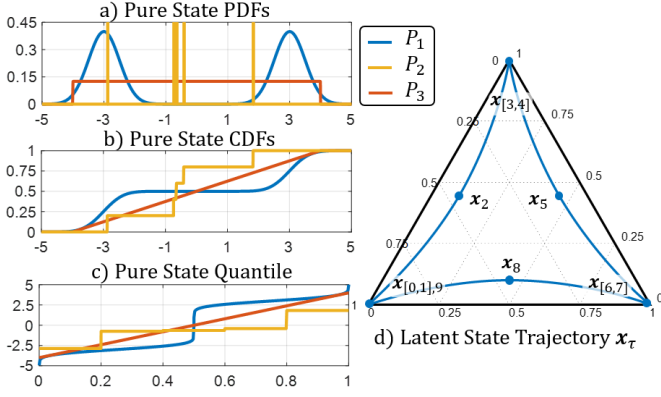 a) Pure State PDFs
0.45
0.3
0.15
0
-5 -3 -1 1 3 5
P₁
P₂
P₃
b) Pure State CDFs
1
0.75
0.5
0.25
0
-5 -3 -1 1 3 5
c) Pure State Quantile
5
2.5
0
-2.5
-5
0 0.2 0.4 0.6 0.8 1
0 1
x[3,4]
0.25 0.75
0.5 0.5
x₂ x₅
0.75 0.25
x₈
x[0,1],9 x[6,7]
1 0
0 0.25 0.5 0.75 1
d) Latent State Trajectory xτ